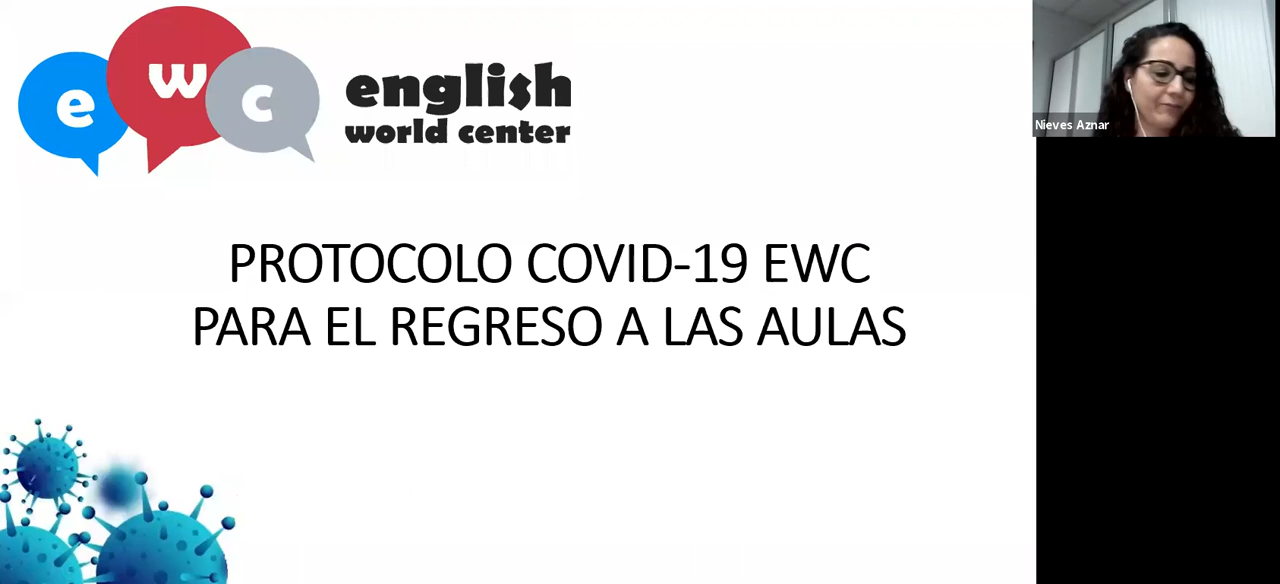 e w c
english
world center
Nieves Aznar
PROTOCOLO COVID-19 EWC
PARA EL REGRESO A LAS AULAS